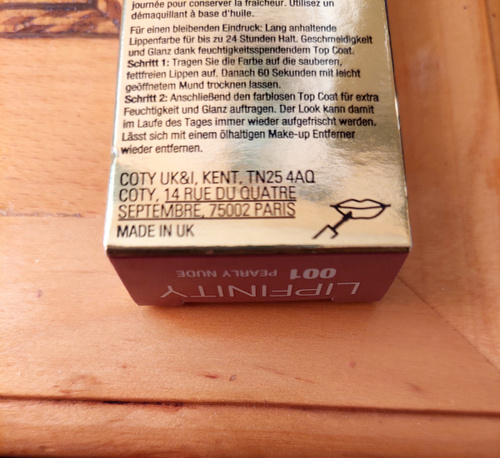 journée pour conserver la fraîcheur. Utilisez un
démaquillant à base d'huile.
Für einen bleibenden Eindruck: Lang anhaltende
Lippenfarbe für bis zu 24 Stunden Halt. Geschmeidigkeit
und Glanz dank feuchtigkeitsspendendem Top Coat.
Schritt 1: Tragen Sie die Farbe auf die sauberen,
fettfreien Lippen auf. Danach 60 Sekunden mit leicht
geöffnetem Mund trocknen lassen.
Schritt 2: Anschließend den farblosen Top Coat für extra
Feuchtigkeit und Glanz auftragen. Der Look kann damit
im Laufe des Tages immer wieder aufgefrischt werden.
Lässt sich mit einem ölhaltigen Make-up Entferner
wieder entfernen.
COTY UK&I, KENT, TN25 4AQ
COTY, 14 RUE DU QUATRE
SEPTEMBRE, 75002 PARIS
MADE IN UK
LIPFINITY
001 PEARLY NUDE